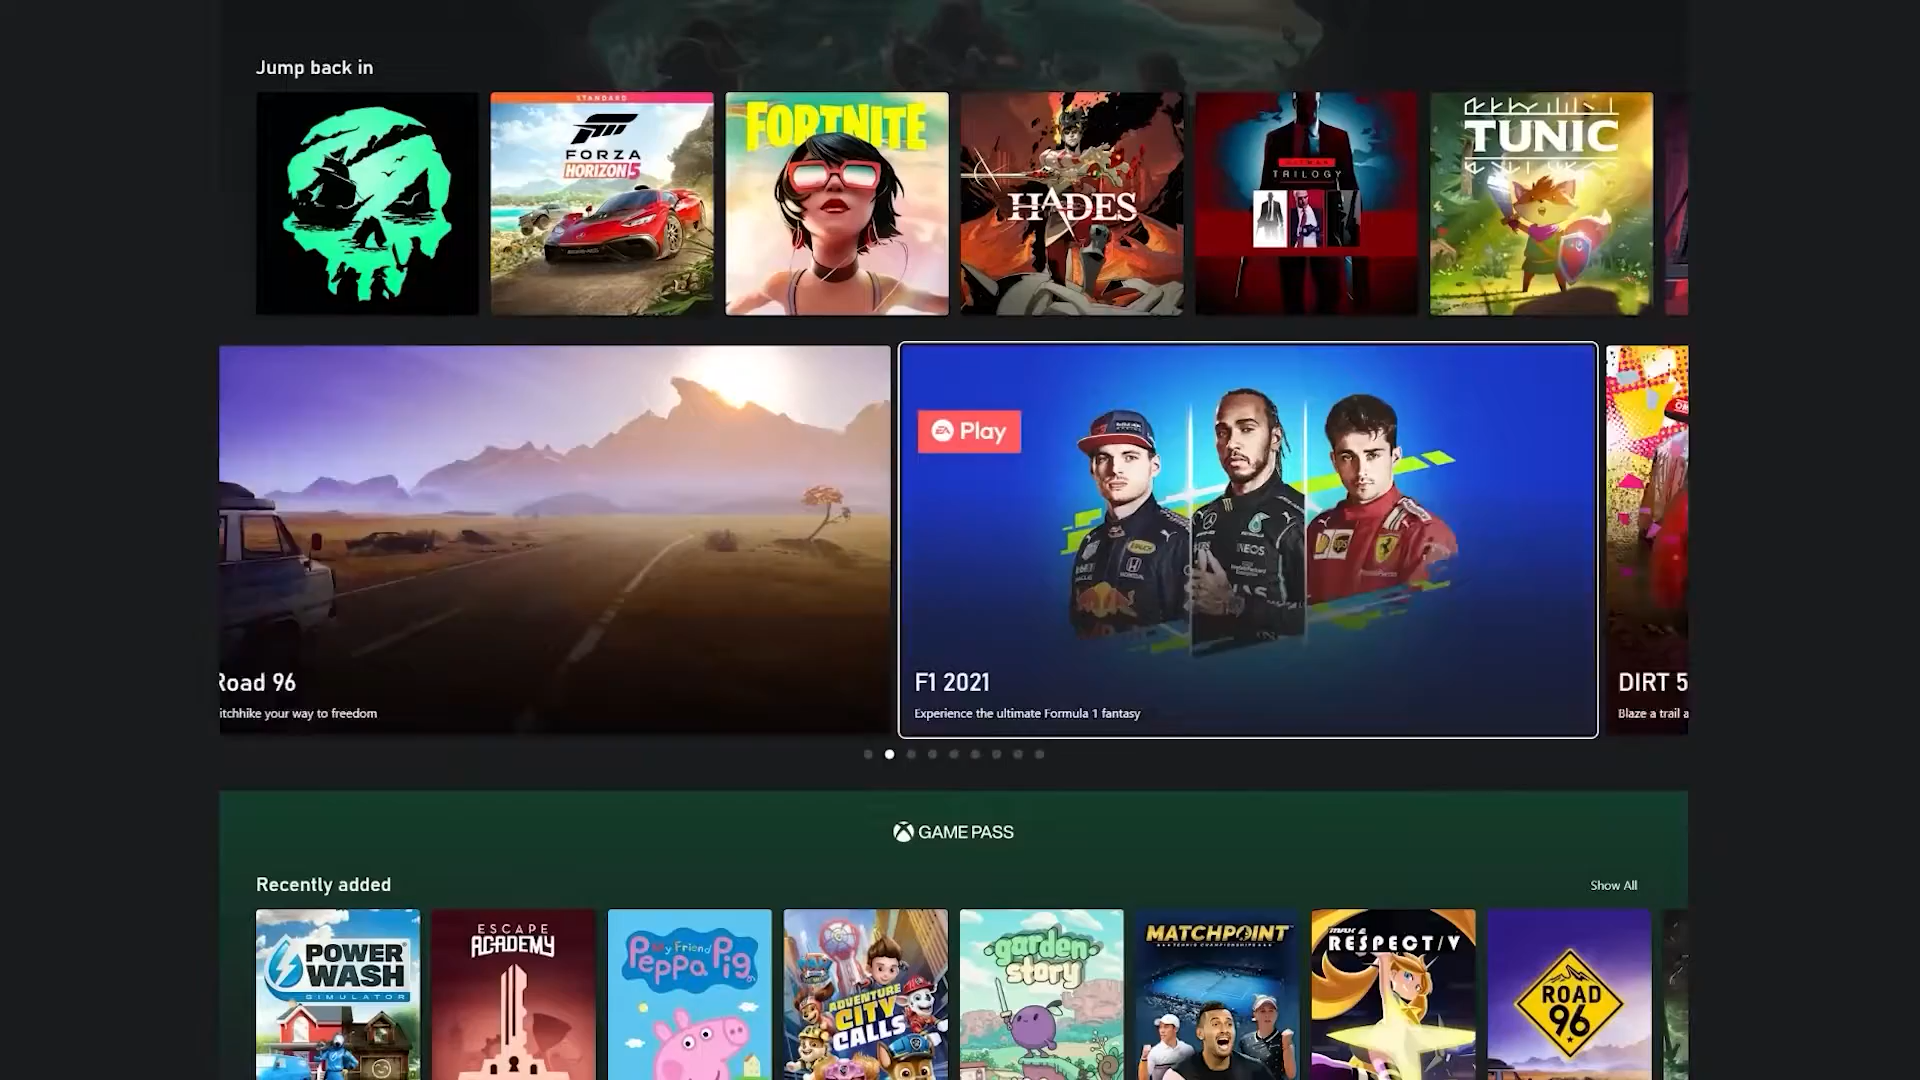 Jump back in
STANDARD
FORZA
HORIZON 5
FORTNITE
HADES
HITMAN
TRILOGY
TUNIC
EA Play
Road 96
itchhike your way to freedom
F1 2021
Experience the ultimate Formula 1 fantasy
DIRT 5
Blaze a trail a
GAME PASS
Recently added
Show All
POWER
WASH
SIMULATOR
ESCAPE
ACADEMY
My Friend
Peppa Pig
PAW
ADVENTURE
CITY
CALLS
garden
story
MATCHPOINT
TENNIS CHAMPIONSHIPS
RESPECT/V
ROAD
96